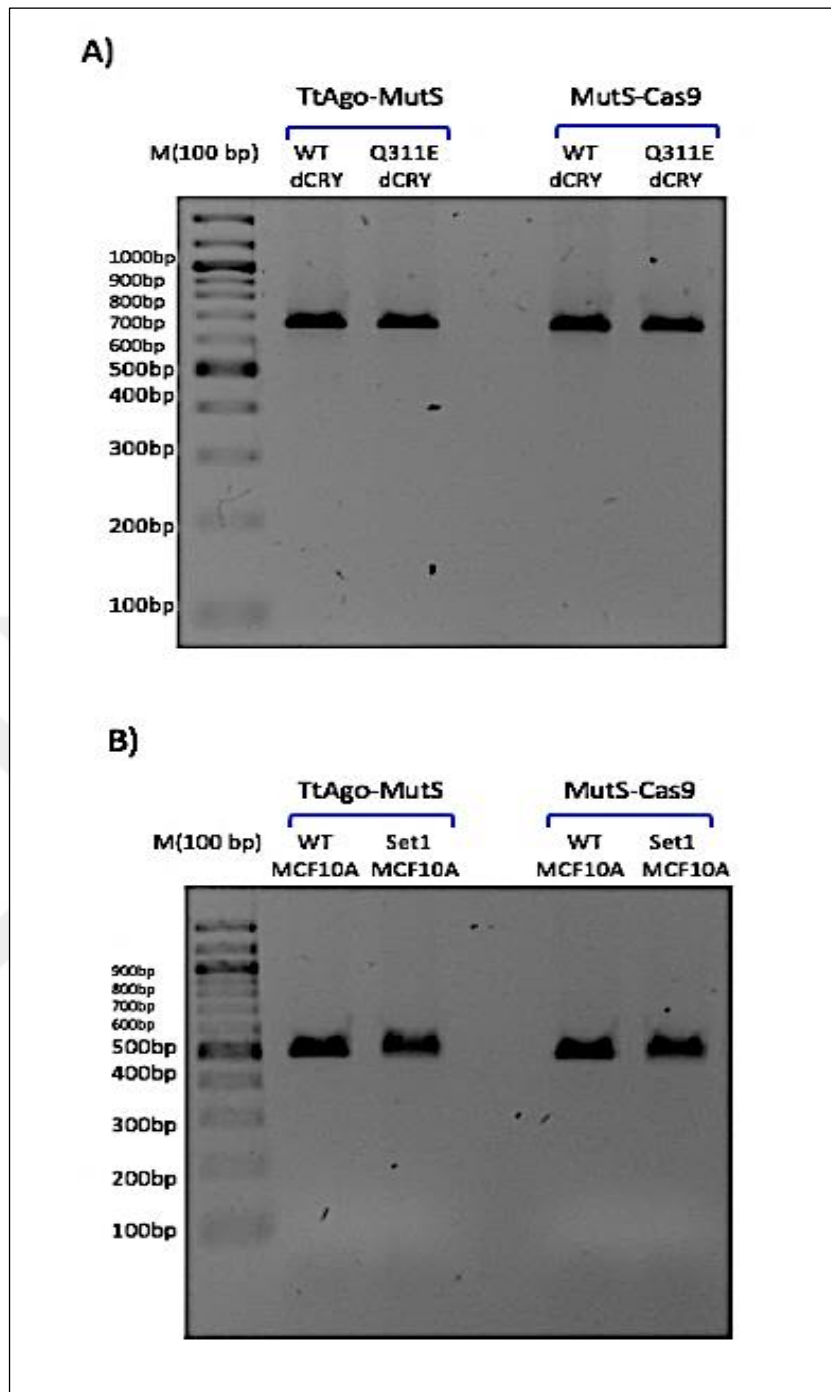 A)
TtAgo-MutS MutS-Cas9
M(100 bp) WT Q311E WT Q311E
dCRY dCRY dCRY dCRY
1000bp
900bp
800bp
700bp
600bp
500bp
400bp
300bp
200bp
100bp
B)
TtAgo-MutS MutS-Cas9
M(100 bp) WT Set1 WT Set1
MCF10A MCF10A MCF10A MCF10A
900bp
800bp
700bp
600bp
500bp
400bp
300bp
200bp
100bp